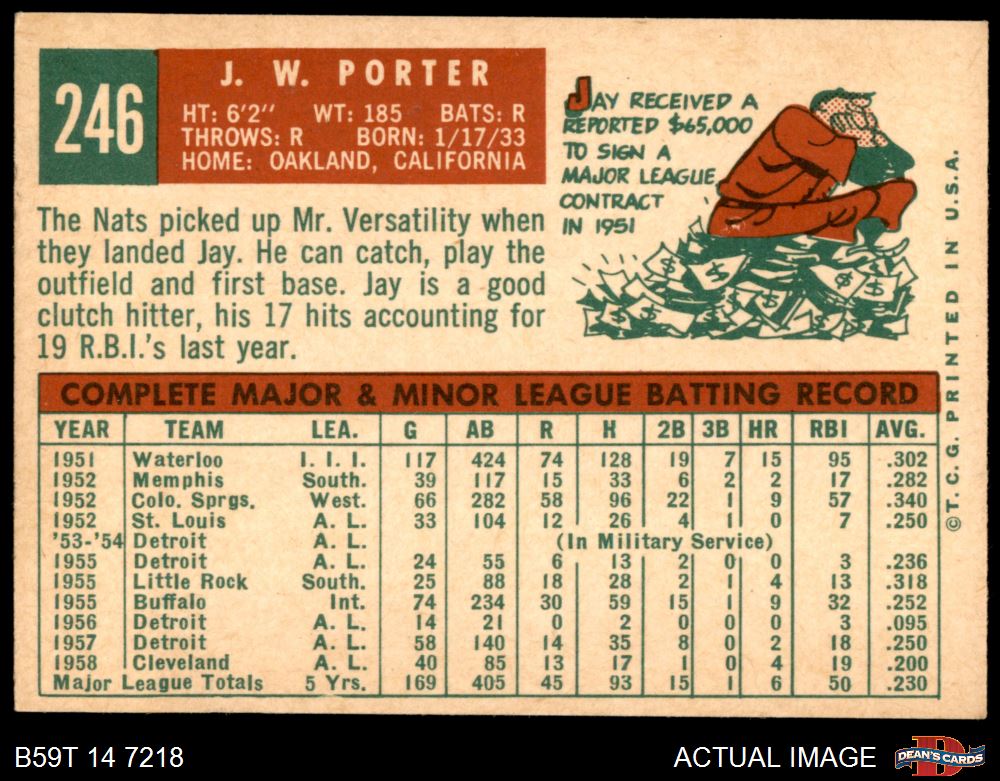 246
J. W. PORTER
HT: 6'2" WT: 185 BATS: R
THROWS: R BORN: 1/17/33
HOME: OAKLAND, CALIFORNIA
JAY RECEIVED A
REPORTED $65,000
TO SIGN A
MAJOR LEAGUE
CONTRACT
IN 1951
The Nats picked up Mr. Versatility when
they landed Jay. He can catch, play the
outfield and first base. Jay is a good
clutch hitter, his 17 hits accounting for
19 R.B.I.'s last year.
COMPLETE MAJOR & MINOR LEAGUE BATTING RECORD
YEAR TEAM LEA. G AB R H 2B 3B HR RBI AVG.
1951 Waterloo I. I. I. 117 424 74 128 19 7 15 95 .302
1952 Memphis South. 39 117 15 33 6 2 2 17 .282
1952 Colo. Sprgs. West. 66 282 58 96 22 1 9 57 .340
1952 St. Louis A. L. 33 104 12 26 4 1 0 7 .250
'53-'54 Detroit A. L. (In Military Service)
1955 Detroit A. L. 24 55 6 13 2 0 0 3 .236
1955 Little Rock South. 25 88 18 28 2 1 4 13 .318
1955 Buffalo Int. 74 234 30 59 15 1 9 32 .252
1956 Detroit A. L. 14 21 0 2 0 0 0 3 .095
1957 Detroit A. L. 58 140 14 35 8 0 2 18 .250
1958 Cleveland A. L. 40 85 13 17 1 0 4 19 .200
Major League Totals 5 Yrs. 169 405 45 93 15 1 6 50 .230
©T.C.G. PRINTED IN U.S.A.
B59T 14 7218
ACTUAL IMAGE
D
DEAN'S CARDS